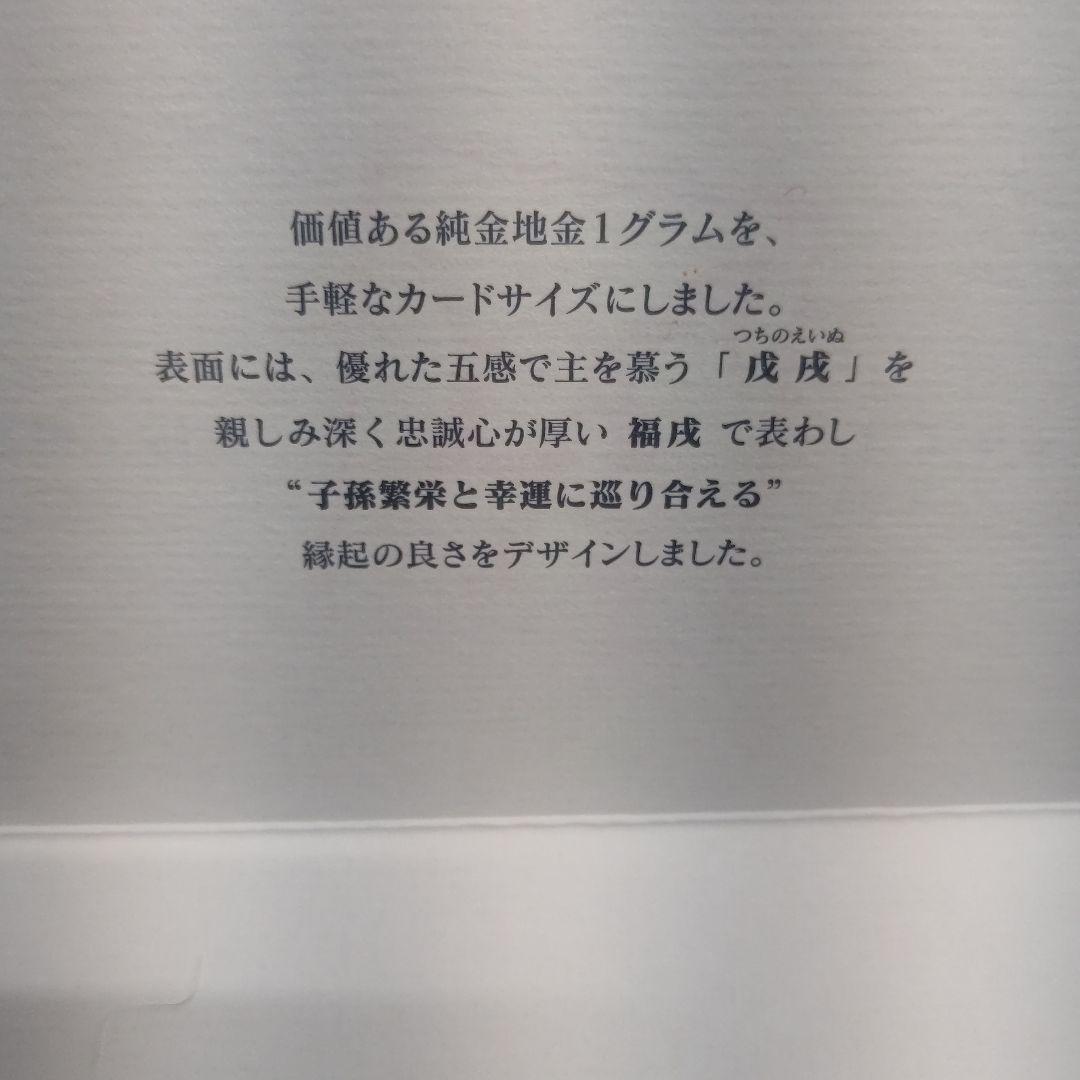 価値ある純金地金1グラムを、
手軽なカードサイズにしました。
つちのえいぬ
表面には、優れた五感で主を慕う「戊戌」を
親しみ深く忠誠心が厚い 福戌 で表わし
“子孫繁栄と幸運に巡り合える”
縁起の良さをデザインしました。